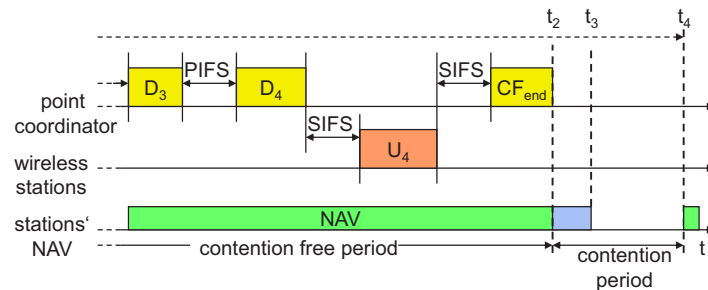 t2 t3 t4
PIFS SIFS
D3 D4 CFend
point
coordinator
SIFS
U4
wireless
stations
stations‘
NAV
NAV
t
contention free period
contention
period